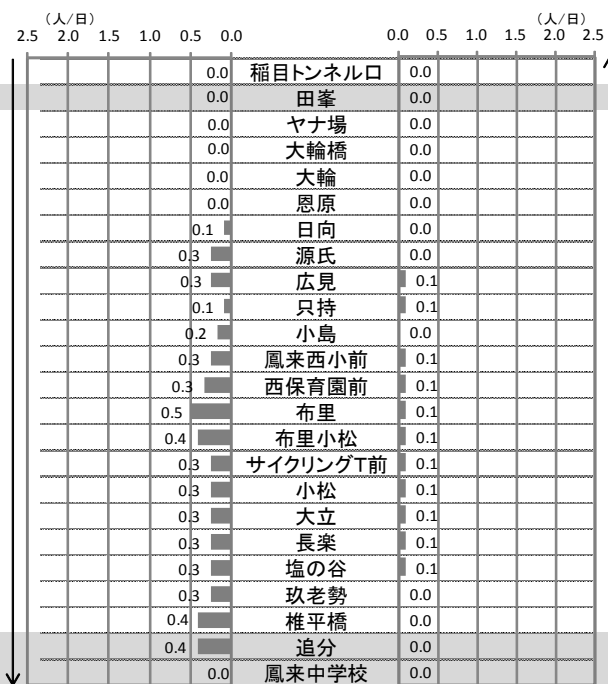 （人/日） （人/日）
2.5 2.0 1.5 1.0 0.5 0.0 0.0 0.5 1.0 1.5 2.0 2.5
0.0 稲目トンネル口 0.0
0.0 田峯 0.0
0.0 ヤナ場 0.0
0.0 大輪橋 0.0
0.0 大輪 0.0
0.0 恩原 0.0
0.1 日向 0.0
0.3 源氏 0.0
0.3 広見 0.1
0.1 只持 0.1
0.2 小島 0.0
0.3 鳳来西小前 0.1
0.3 西保育園前 0.1
0.5 布里 0.1
0.4 布里小松 0.1
0.3 サイクリングT前 0.1
0.3 小松 0.1
0.3 大立 0.1
0.3 長楽 0.1
0.3 塩の谷 0.1
0.3 玖老勢 0.0
0.4 椎平橋 0.0
0.4 追分 0.0
0.0 鳳来中学校 0.0